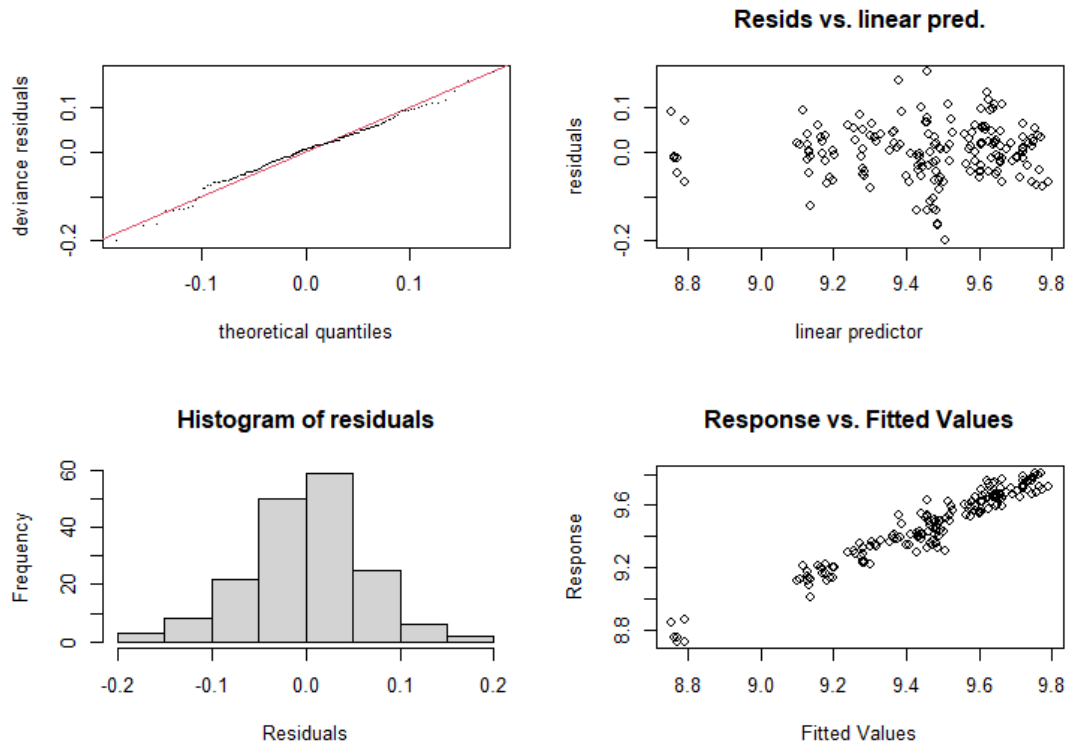 deviance residuals
-0.2 0.0 0.1
-0.1 0.0 0.1
theoretical quantiles
Resids vs. linear pred.
residuals
-0.2 0.0 0.1
8.8 9.0 9.2 9.4 9.6 9.8
linear predictor
Histogram of residuals
Frequency
0 20 40 60
-0.2 -0.1 0.0 0.1 0.2
Residuals
Response vs. Fitted Values
Response
8.8 9.2 9.6
8.8 9.0 9.2 9.4 9.6 9.8
Fitted Values